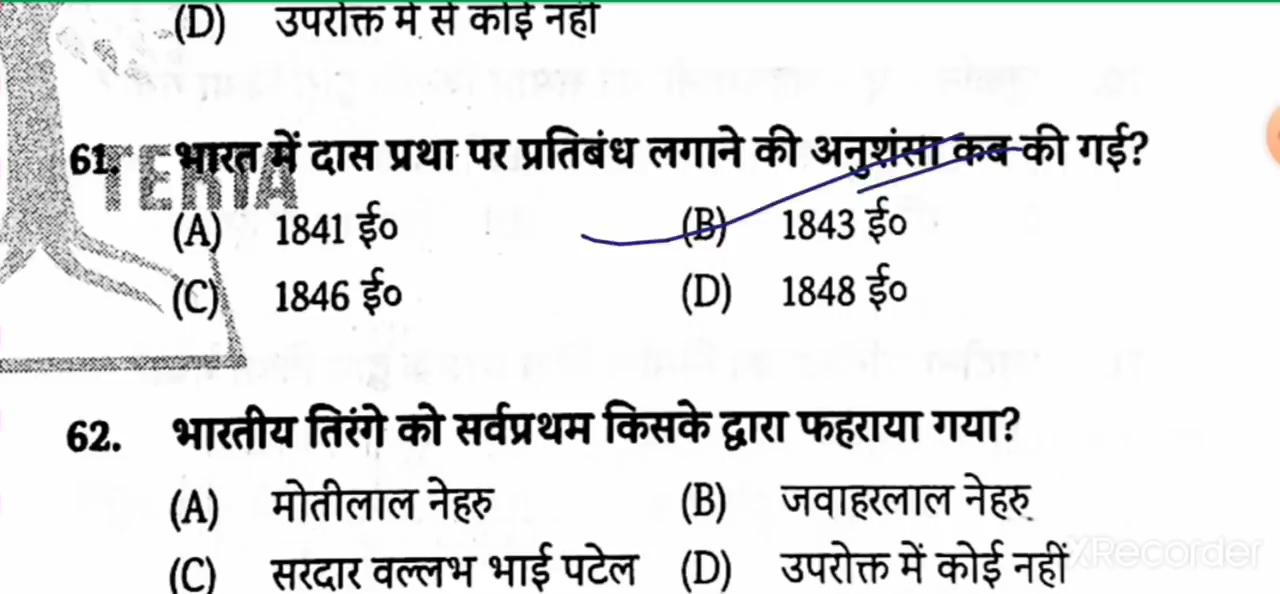 (D) उपरोक्त में से कोई नहीं
61. भारत में दास प्रथा पर प्रतिबंध लगाने की अनुशंसा कब की गई?
TERIA
(A) 1841 ई० (B) 1843 ई०
(C) 1846 ई० (D) 1848 ई०
62. भारतीय तिरंगे को सर्वप्रथम किसके द्वारा फहराया गया?
(A) मोतीलाल नेहरु (B) जवाहरलाल नेहरु
(C) सरदार वल्लभ भाई पटेल (D) उपरोक्त में कोई नहीं
XRecorder